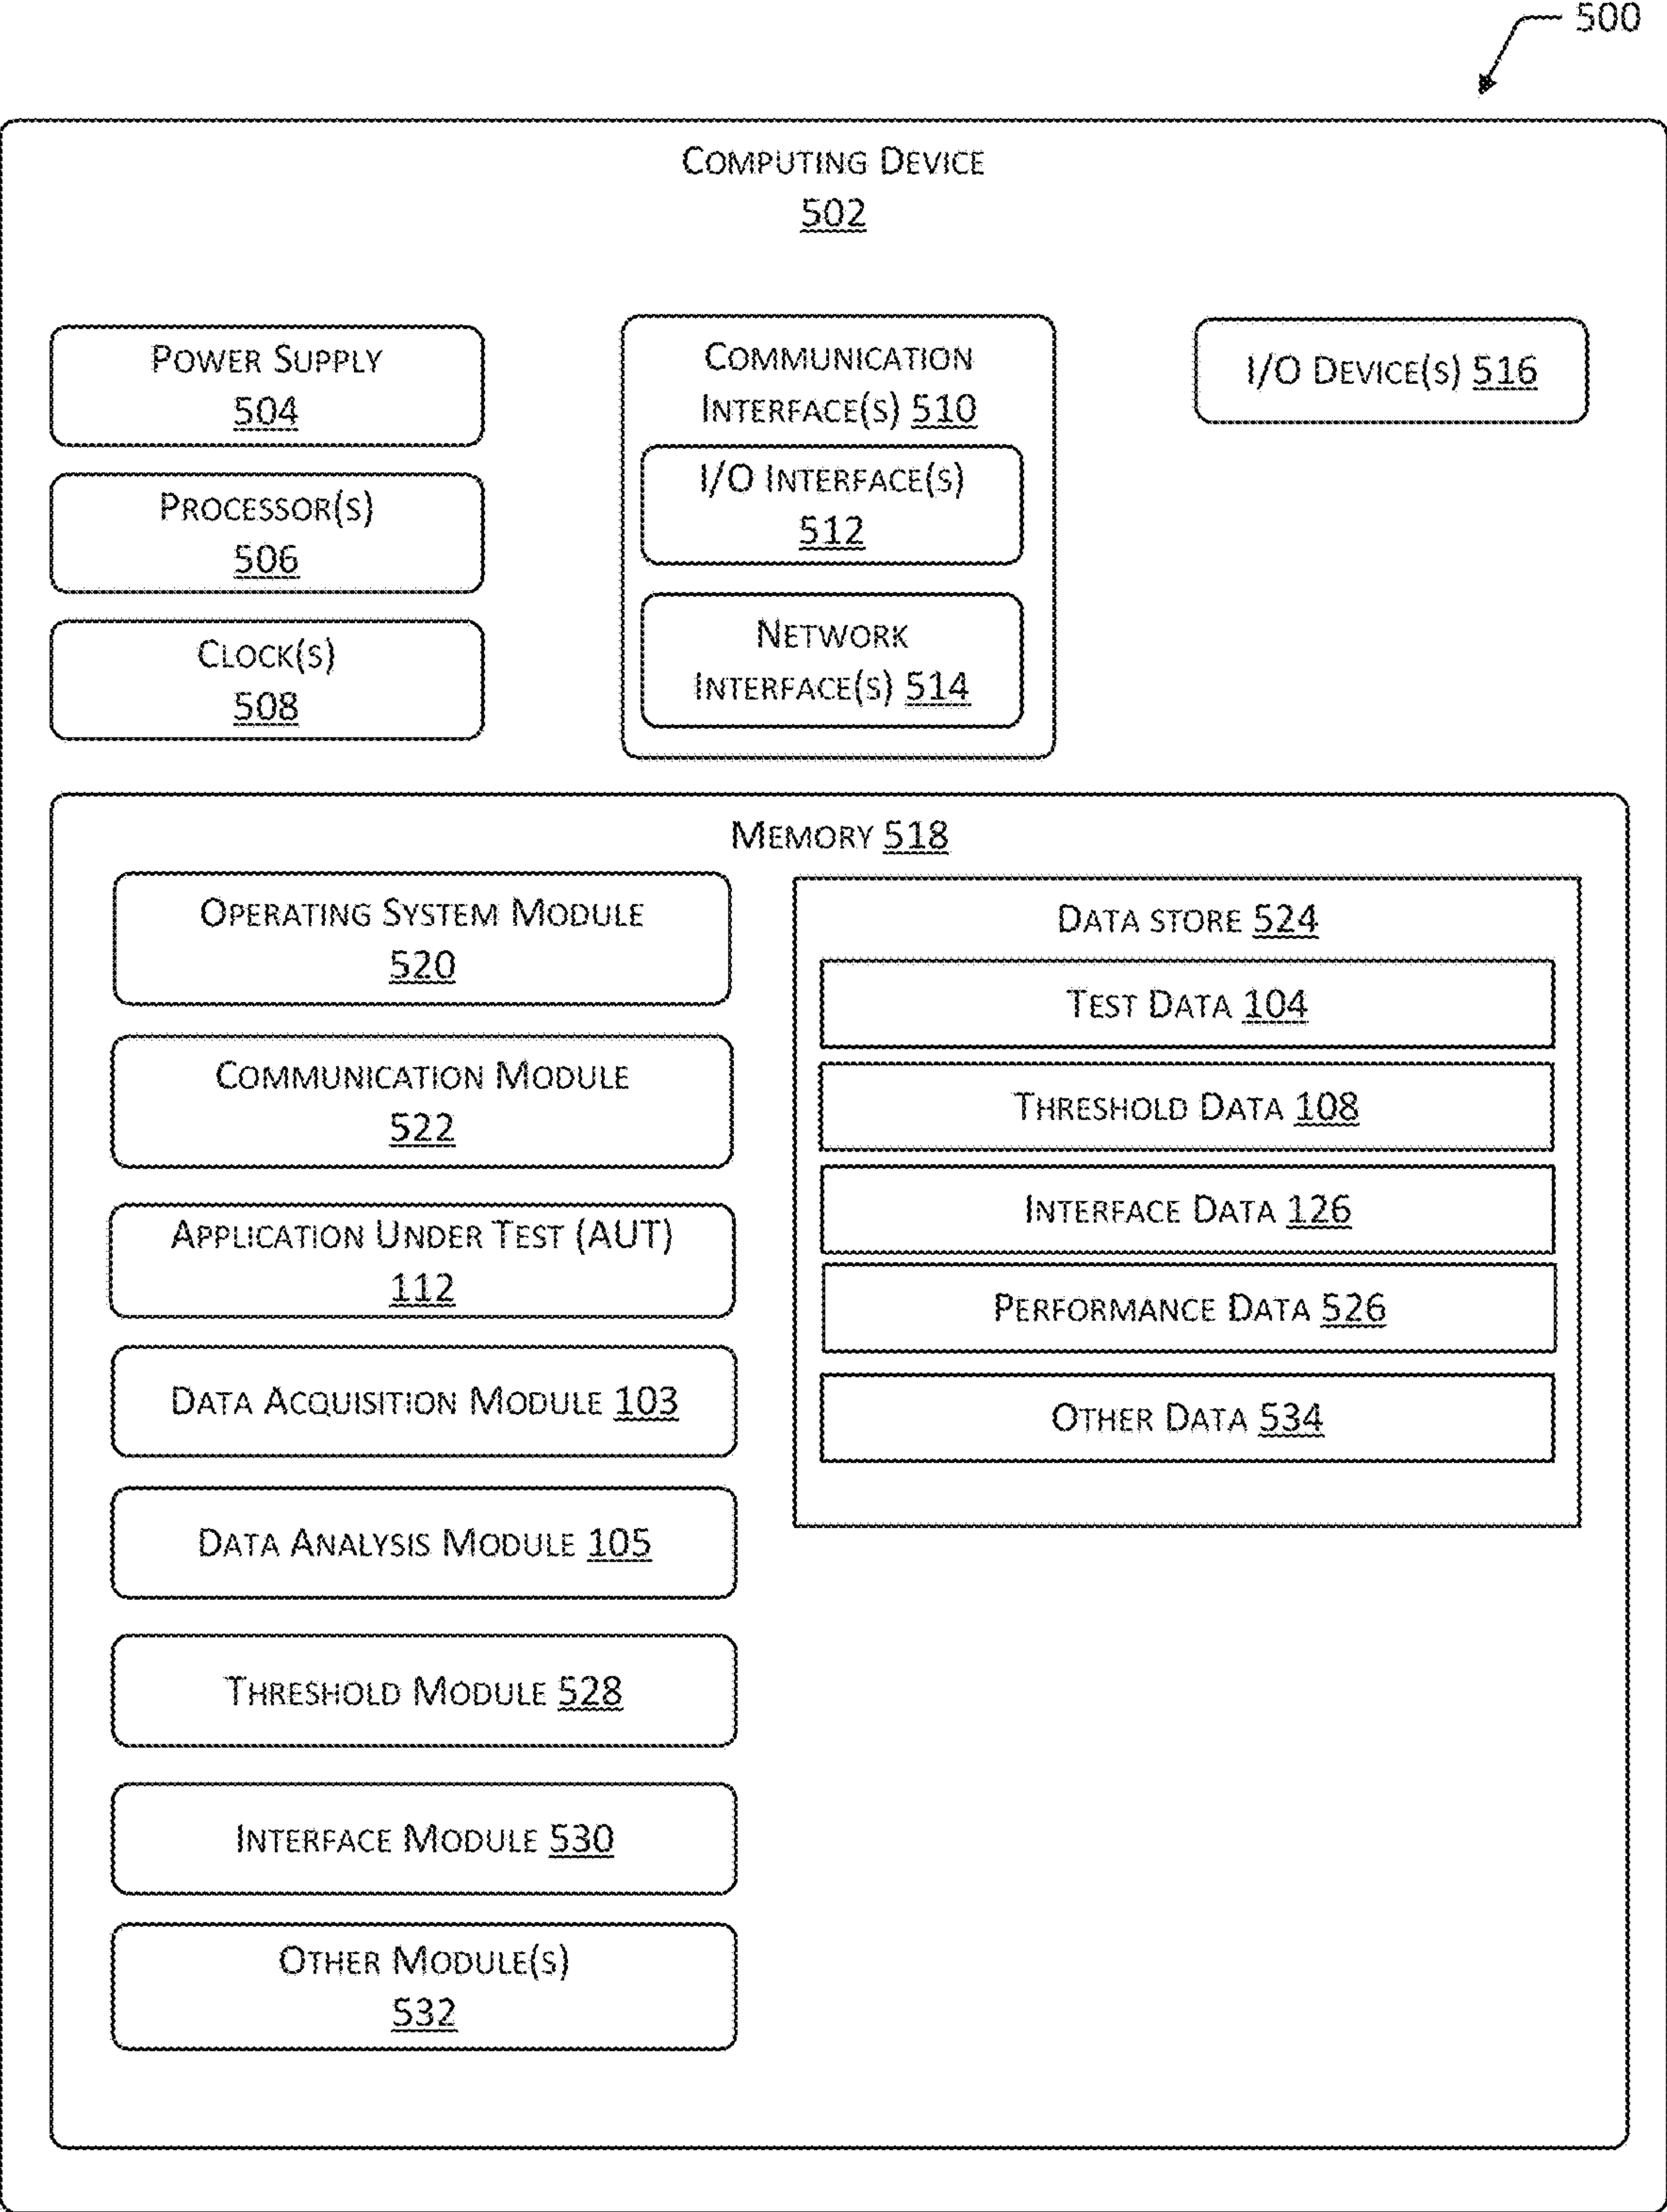 500
COMPUTING DEVICE
502
POWER SUPPLY
504
PROCESSOR(S)
506
CLOCK(S)
508
COMMUNICATION
INTERFACE(S) 510
I/O INTERFACE(S)
512
NETWORK
INTERFACE(S) 514
I/O DEVICE(S) 516
MEMORY 518
OPERATING SYSTEM MODULE
520
COMMUNICATION MODULE
522
APPLICATION UNDER TEST (AUT)
112
DATA ACQUISITION MODULE 103
DATA ANALYSIS MODULE 105
THRESHOLD MODULE 528
INTERFACE MODULE 530
OTHER MODULE(S)
532
DATA STORE 524
TEST DATA 104
THRESHOLD DATA 108
INTERFACE DATA 126
PERFORMANCE DATA 526
OTHER DATA 534